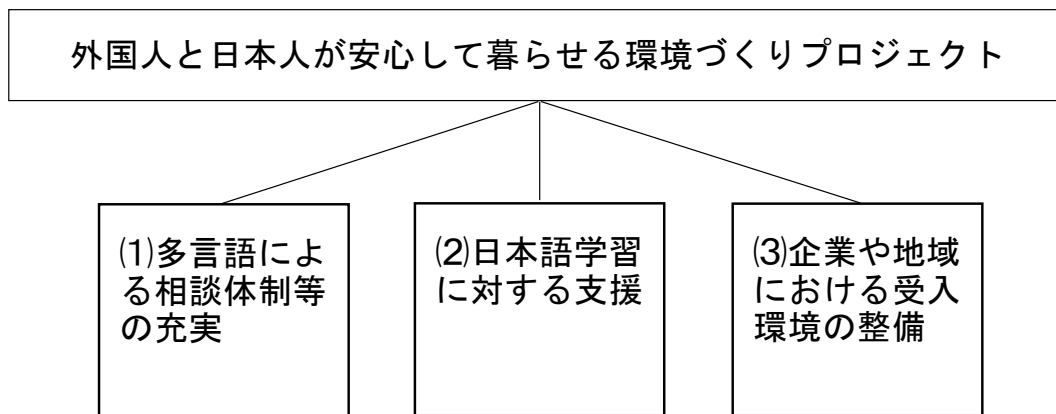 外国人と日本人が安心して暮らせる環境づくりプロジェクト
⑴多言語によ
る相談体制等
の充実
⑵日本語学習
に対する支援
⑶企業や地域
における受入
環境の整備